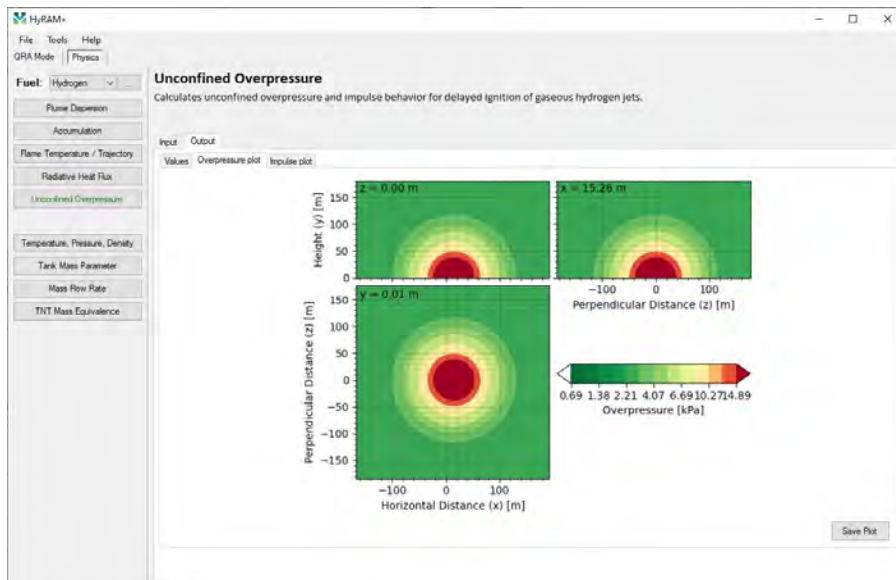 HyRAM+
File Tools Help
QRA Mode Physics
Fuel: Hydrogen ...
Plume Dispersion
Accumulation
Flame Temperature / Trajectory
Radiative Heat Flux
Unconfined Overpressure
Temperature, Pressure, Density
Tank Mass Parameter
Mass Flow Rate
TNT Mass Equivalence
Unconfined Overpressure
Calculates unconfined overpressure and impulse behavior for delayed ignition of gaseous hydrogen jets.
Input Output
Values Overpressure plot Impulse plot
z = 0.00 m
150
100
50
0
Height (y) [m]
x = 15.26 m
−100 0 100
Perpendicular Distance (z) [m]
y = 0.01 m
150
100
50
0
−50
−100
−150
Perpendicular Distance (z) [m]
−100 0 100
Horizontal Distance (x) [m]
0.69 1.38 2.21 4.07 6.69 10.27 14.89
Overpressure [kPa]
Save Plot